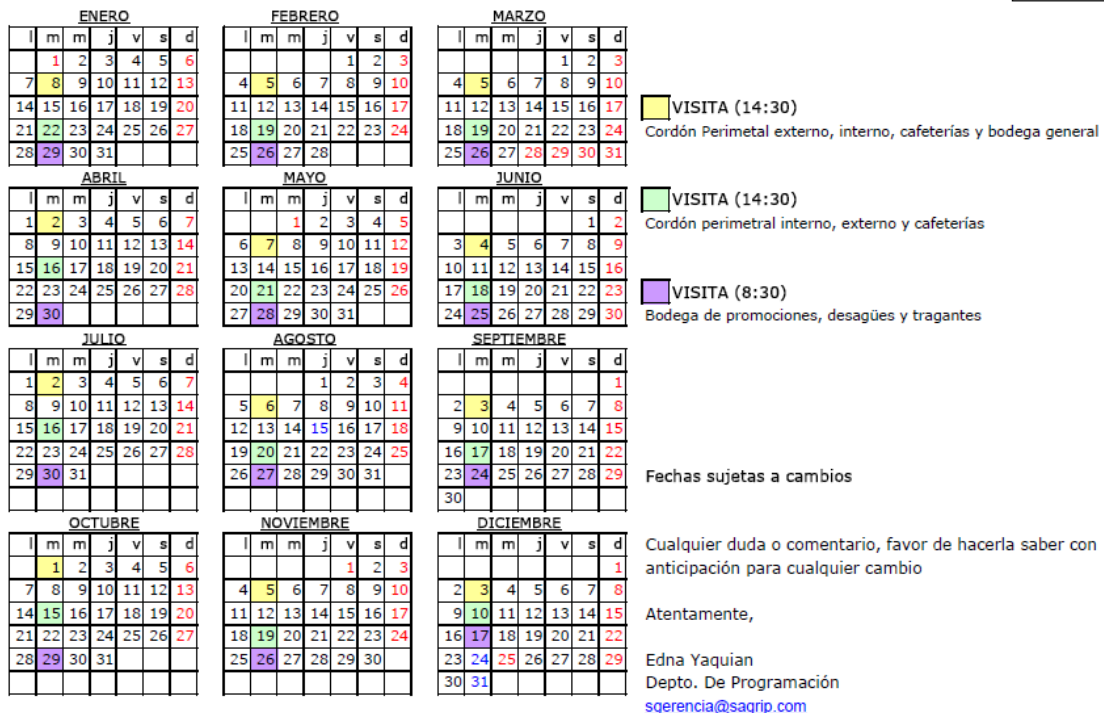 ENERO FEBRERO MARZO
l m m j v s d l m m j v s d l m m j v s d
1 2 3 4 5 6 1 2 3 1 2 3
7 8 9 10 11 12 13 4 5 6 7 8 9 10 4 5 6 7 8 9 10
14 15 16 17 18 19 20 11 12 13 14 15 16 17 11 12 13 14 15 16 17
21 22 23 24 25 26 27 18 19 20 21 22 23 24 18 19 20 21 22 23 24
28 29 30 31 25 26 27 28 25 26 27 28 29 30 31
VISITA (14:30)
Cordón Perimetal externo, interno, cafeterías y bodega general
ABRIL MAYO JUNIO
l m m j v s d l m m j v s d l m m j v s d
1 2 3 4 5 6 7 1 2 3 4 5 1 2
8 9 10 11 12 13 14 6 7 8 9 10 11 12 3 4 5 6 7 8 9
15 16 17 18 19 20 21 13 14 15 16 17 18 19 10 11 12 13 14 15 16
22 23 24 25 26 27 28 20 21 22 23 24 25 26 17 18 19 20 21 22 23
29 30 27 28 29 30 31 24 25 26 27 28 29 30
VISITA (14:30)
Cordón perimetral interno, externo y cafeterías
VISITA (8:30)
Bodega de promociones, desagües y tragantes
JULIO AGOSTO SEPTIEMBRE
l m m j v s d l m m j v s d l m m j v s d
1 2 3 4 5 6 7 1 2 3 4 1
8 9 10 11 12 13 14 5 6 7 8 9 10 11 2 3 4 5 6 7 8
15 16 17 18 19 20 21 12 13 14 15 16 17 18 9 10 11 12 13 14 15
22 23 24 25 26 27 28 19 20 21 22 23 24 25 16 17 18 19 20 21 22
29 30 31 26 27 28 29 30 31 23 24 25 26 27 28 29
30
Fechas sujetas a cambios
OCTUBRE NOVIEMBRE DICIEMBRE
l m m j v s d l m m j v s d l m m j v s d
1 2 3 4 5 6 1 2 3 1
7 8 9 10 11 12 13 4 5 6 7 8 9 10 2 3 4 5 6 7 8
14 15 16 17 18 19 20 11 12 13 14 15 16 17 9 10 11 12 13 14 15
21 22 23 24 25 26 27 18 19 20 21 22 23 24 16 17 18 19 20 21 22
28 29 30 31 25 26 27 28 29 30 23 24 25 26 27 28 29
30 31
Cualquier duda o comentario, favor de hacerla saber con
anticipación para cualquier cambio
Atentamente,
Edna Yaquian
Depto. De Programación
sgerencia@sagrip.com